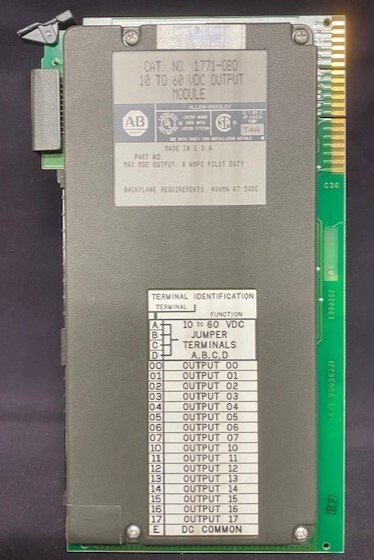 CAT. NO. 1771-OBD
10 TO 60 VDC OUTPUT
MODULE
ALLEN-BRADLEY
AB
T4A
MADE IN U.S.A.
PART NO.
MAX MOD OUTPUT: 8 AMPS PILOT DUTY
BACKPLANE REQUIREMENTS: 900MA AT 5VDC
C36
TERMINAL IDENTIFICATION
TERMINAL
FUNCTION
A 10 TO 60 VDC
B JUMPER
C TERMINALS
D A,B,C,D
00 OUTPUT 00
01 OUTPUT 01
02 OUTPUT 02
03 OUTPUT 03
04 OUTPUT 04
05 OUTPUT 05
06 OUTPUT 06
07 OUTPUT 07
10 OUTPUT 10
11 OUTPUT 11
12 OUTPUT 12
13 OUTPUT 13
14 OUTPUT 14
15 OUTPUT 15
16 OUTPUT 16
17 OUTPUT 17
E DC COMMON